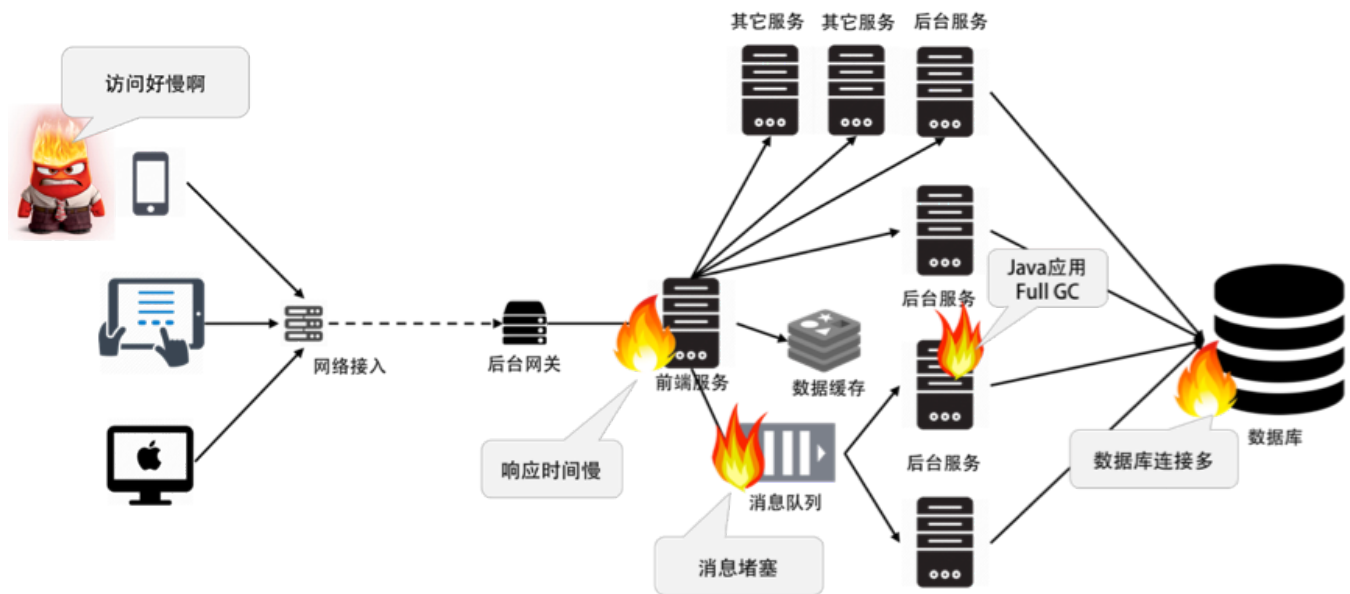 其它服务
其它服务
后台服务
访问好慢啊
Java应用
Full GC
后台服务
网络接入
后台网关
前端服务
数据缓存
响应时间慢
消息队列
后台服务
数据库
数据库连接多
消息堵塞